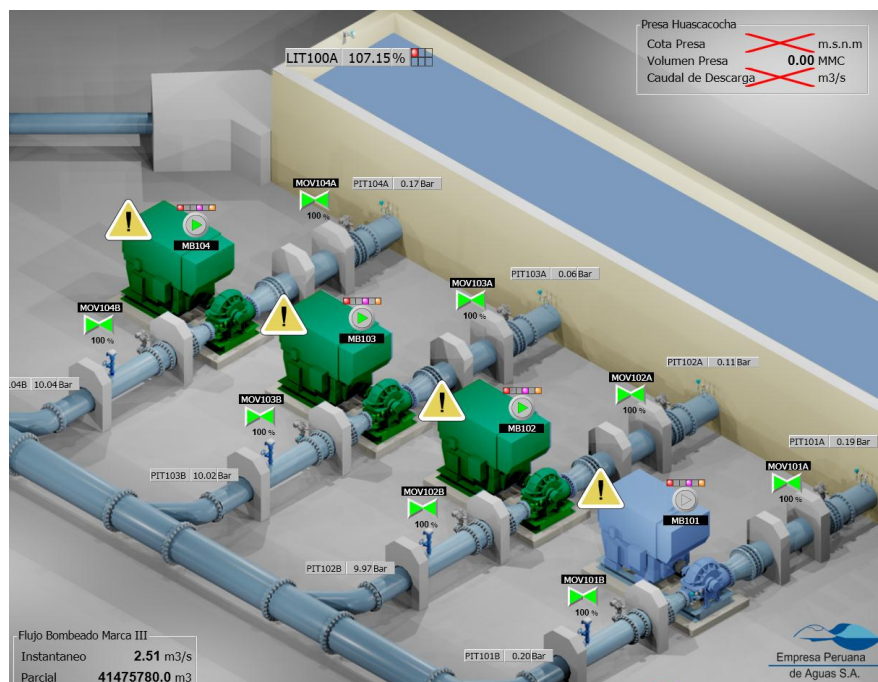 Presa Huascacocha
Cota Presa m.s.n.m
Volumen Presa 0.00 MMC
Caudal de Descarga m3/s
LIT100A 107.15%
MOV104A
100 %
PIT104A 0.17 Bar
MB104
MOV103A
100 %
PIT103A 0.06 Bar
MOV104B
100 %
MB103
MOV102A
100 %
PIT102A 0.11 Bar
.04B 10.04 Bar
MOV103B
100 %
MB102
PIT101A 0.19 Bar
MOV101A
100 %
PIT103B 10.02 Bar
MOV102B
100 %
MB101
PIT102B 9.97 Bar
MOV101B
100 %
PIT101B 0.20 Bar
Flujo Bombeado Marca III
Instantaneo 2.51 m3/s
Parcial 41475780.0 m3
Empresa Peruana
de Aguas S.A.